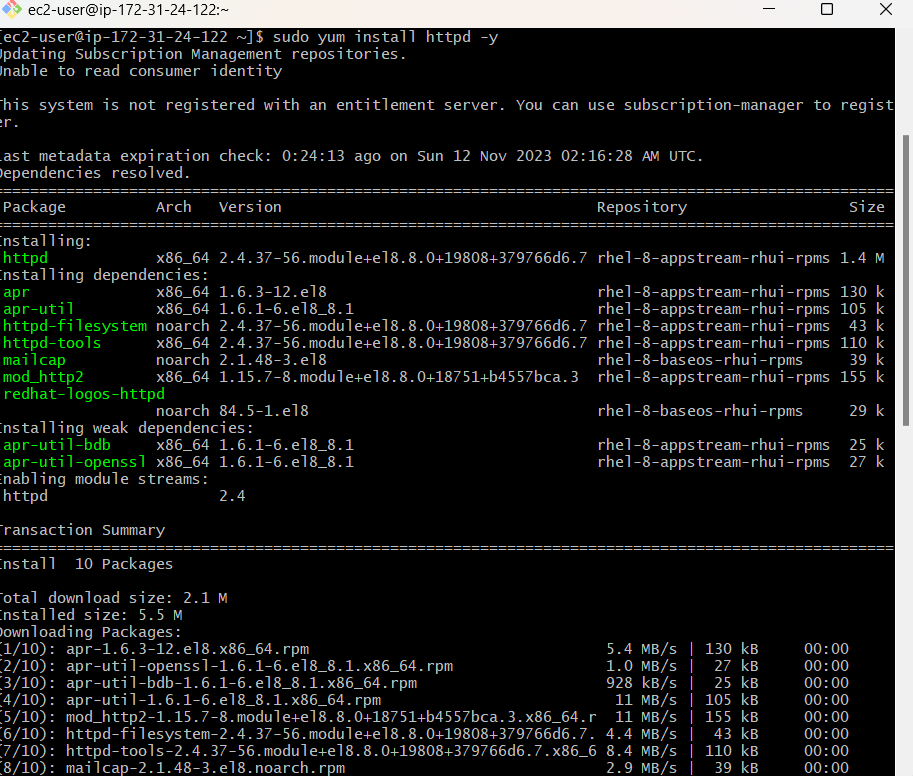 ec2-user@ip-172-31-24-122:~
[ec2-user@ip-172-31-24-122 ~]$ sudo yum install httpd -y
Updating Subscription Management repositories.
Unable to read consumer identity
This system is not registered with an entitlement server. You can use subscription-manager to regist
er.
Last metadata expiration check: 0:24:13 ago on Sun 12 Nov 2023 02:16:28 AM UTC.
Dependencies resolved.
====================================================================================================
Package Arch Version Repository Size
====================================================================================================
Installing:
httpd x86_64 2.4.37-56.module+el8.8.0+19808+379766d6.7 rhel-8-appstream-rhui-rpms 1.4 M
Installing dependencies:
apr x86_64 1.6.3-12.el8 rhel-8-appstream-rhui-rpms 130 k
apr-util x86_64 1.6.1-6.el8_8.1 rhel-8-appstream-rhui-rpms 105 k
httpd-filesystem noarch 2.4.37-56.module+el8.8.0+19808+379766d6.7 rhel-8-appstream-rhui-rpms 43 k
httpd-tools x86_64 2.4.37-56.module+el8.8.0+19808+379766d6.7 rhel-8-appstream-rhui-rpms 110 k
mailcap noarch 2.1.48-3.el8 rhel-8-baseos-rhui-rpms 39 k
mod_http2 x86_64 1.15.7-8.module+el8.8.0+18751+b4557bca.3 rhel-8-appstream-rhui-rpms 155 k
redhat-logos-httpd
noarch 84.5-1.el8 rhel-8-baseos-rhui-rpms 29 k
Installing weak dependencies:
apr-util-bdb x86_64 1.6.1-6.el8_8.1 rhel-8-appstream-rhui-rpms 25 k
apr-util-openssl x86_64 1.6.1-6.el8_8.1 rhel-8-appstream-rhui-rpms 27 k
Enabling module streams:
httpd 2.4
Transaction Summary
====================================================================================================
Install 10 Packages
Total download size: 2.1 M
Installed size: 5.5 M
Downloading Packages:
(1/10): apr-1.6.3-12.el8.x86_64.rpm 5.4 MB/s | 130 kB 00:00
(2/10): apr-util-openssl-1.6.1-6.el8_8.1.x86_64.rpm 1.0 MB/s | 27 kB 00:00
(3/10): apr-util-bdb-1.6.1-6.el8_8.1.x86_64.rpm 928 kB/s | 25 kB 00:00
(4/10): apr-util-1.6.1-6.el8_8.1.x86_64.rpm 11 MB/s | 105 kB 00:00
(5/10): mod_http2-1.15.7-8.module+el8.8.0+18751+b4557bca.3.x86_64.r 11 MB/s | 155 kB 00:00
(6/10): httpd-filesystem-2.4.37-56.module+el8.8.0+19808+379766d6.7. 4.4 MB/s | 43 kB 00:00
(7/10): httpd-tools-2.4.37-56.module+el8.8.0+19808+379766d6.7.x86_6 8.4 MB/s | 110 kB 00:00
(8/10): mailcap-2.1.48-3.el8.noarch.rpm 2.9 MB/s | 39 kB 00:00